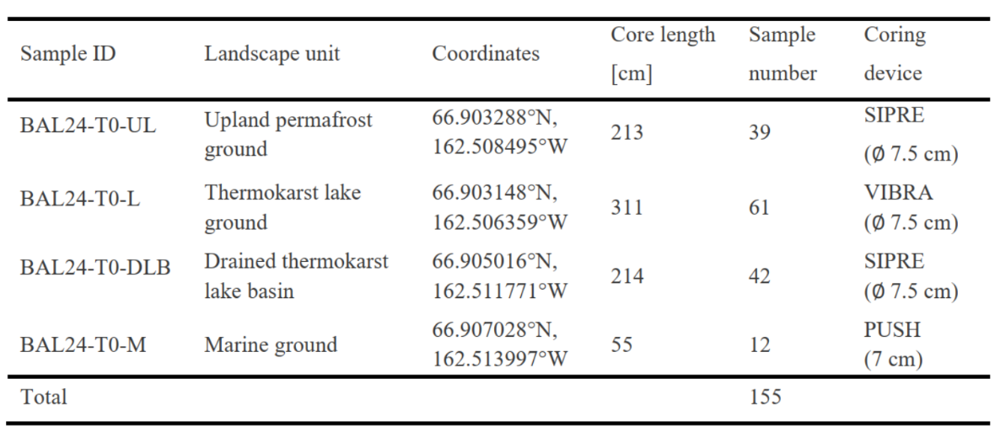 Sample ID Landscape unit Coordinates Core length [cm] Sample number Coring device
BAL24-T0-UL Upland permafrost ground 66.903288°N, 162.508495°W 213 39 SIPRE (Ø 7.5 cm)
BAL24-T0-L Thermokarst lake ground 66.903148°N, 162.506359°W 311 61 VIBRA (Ø 7.5 cm)
BAL24-T0-DLB Drained thermokarst lake basin 66.905016°N, 162.511771°W 214 42 SIPRE (Ø 7.5 cm)
BAL24-T0-M Marine ground 66.907028°N, 162.513997°W 55 12 PUSH (7 cm)
Total 155